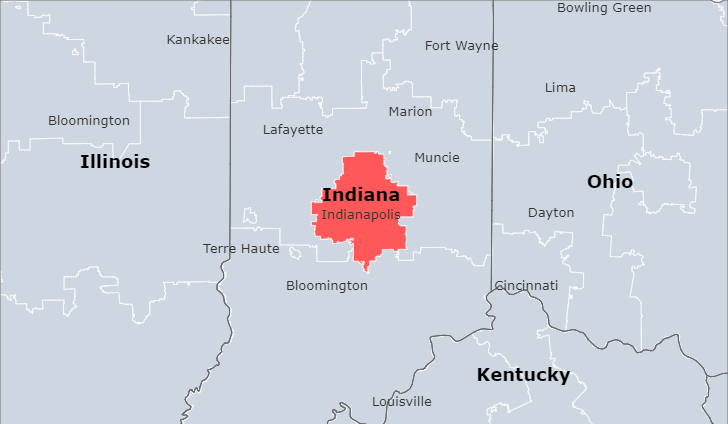 Bowling Green
Kankakee
Fort Wayne
Lima
Marion
Bloomington
Lafayette
Muncie
Illinois
Ohio
Indiana
Indianapolis
Dayton
Terre Haute
Bloomington
Cincinnati
Kentucky
Louisville